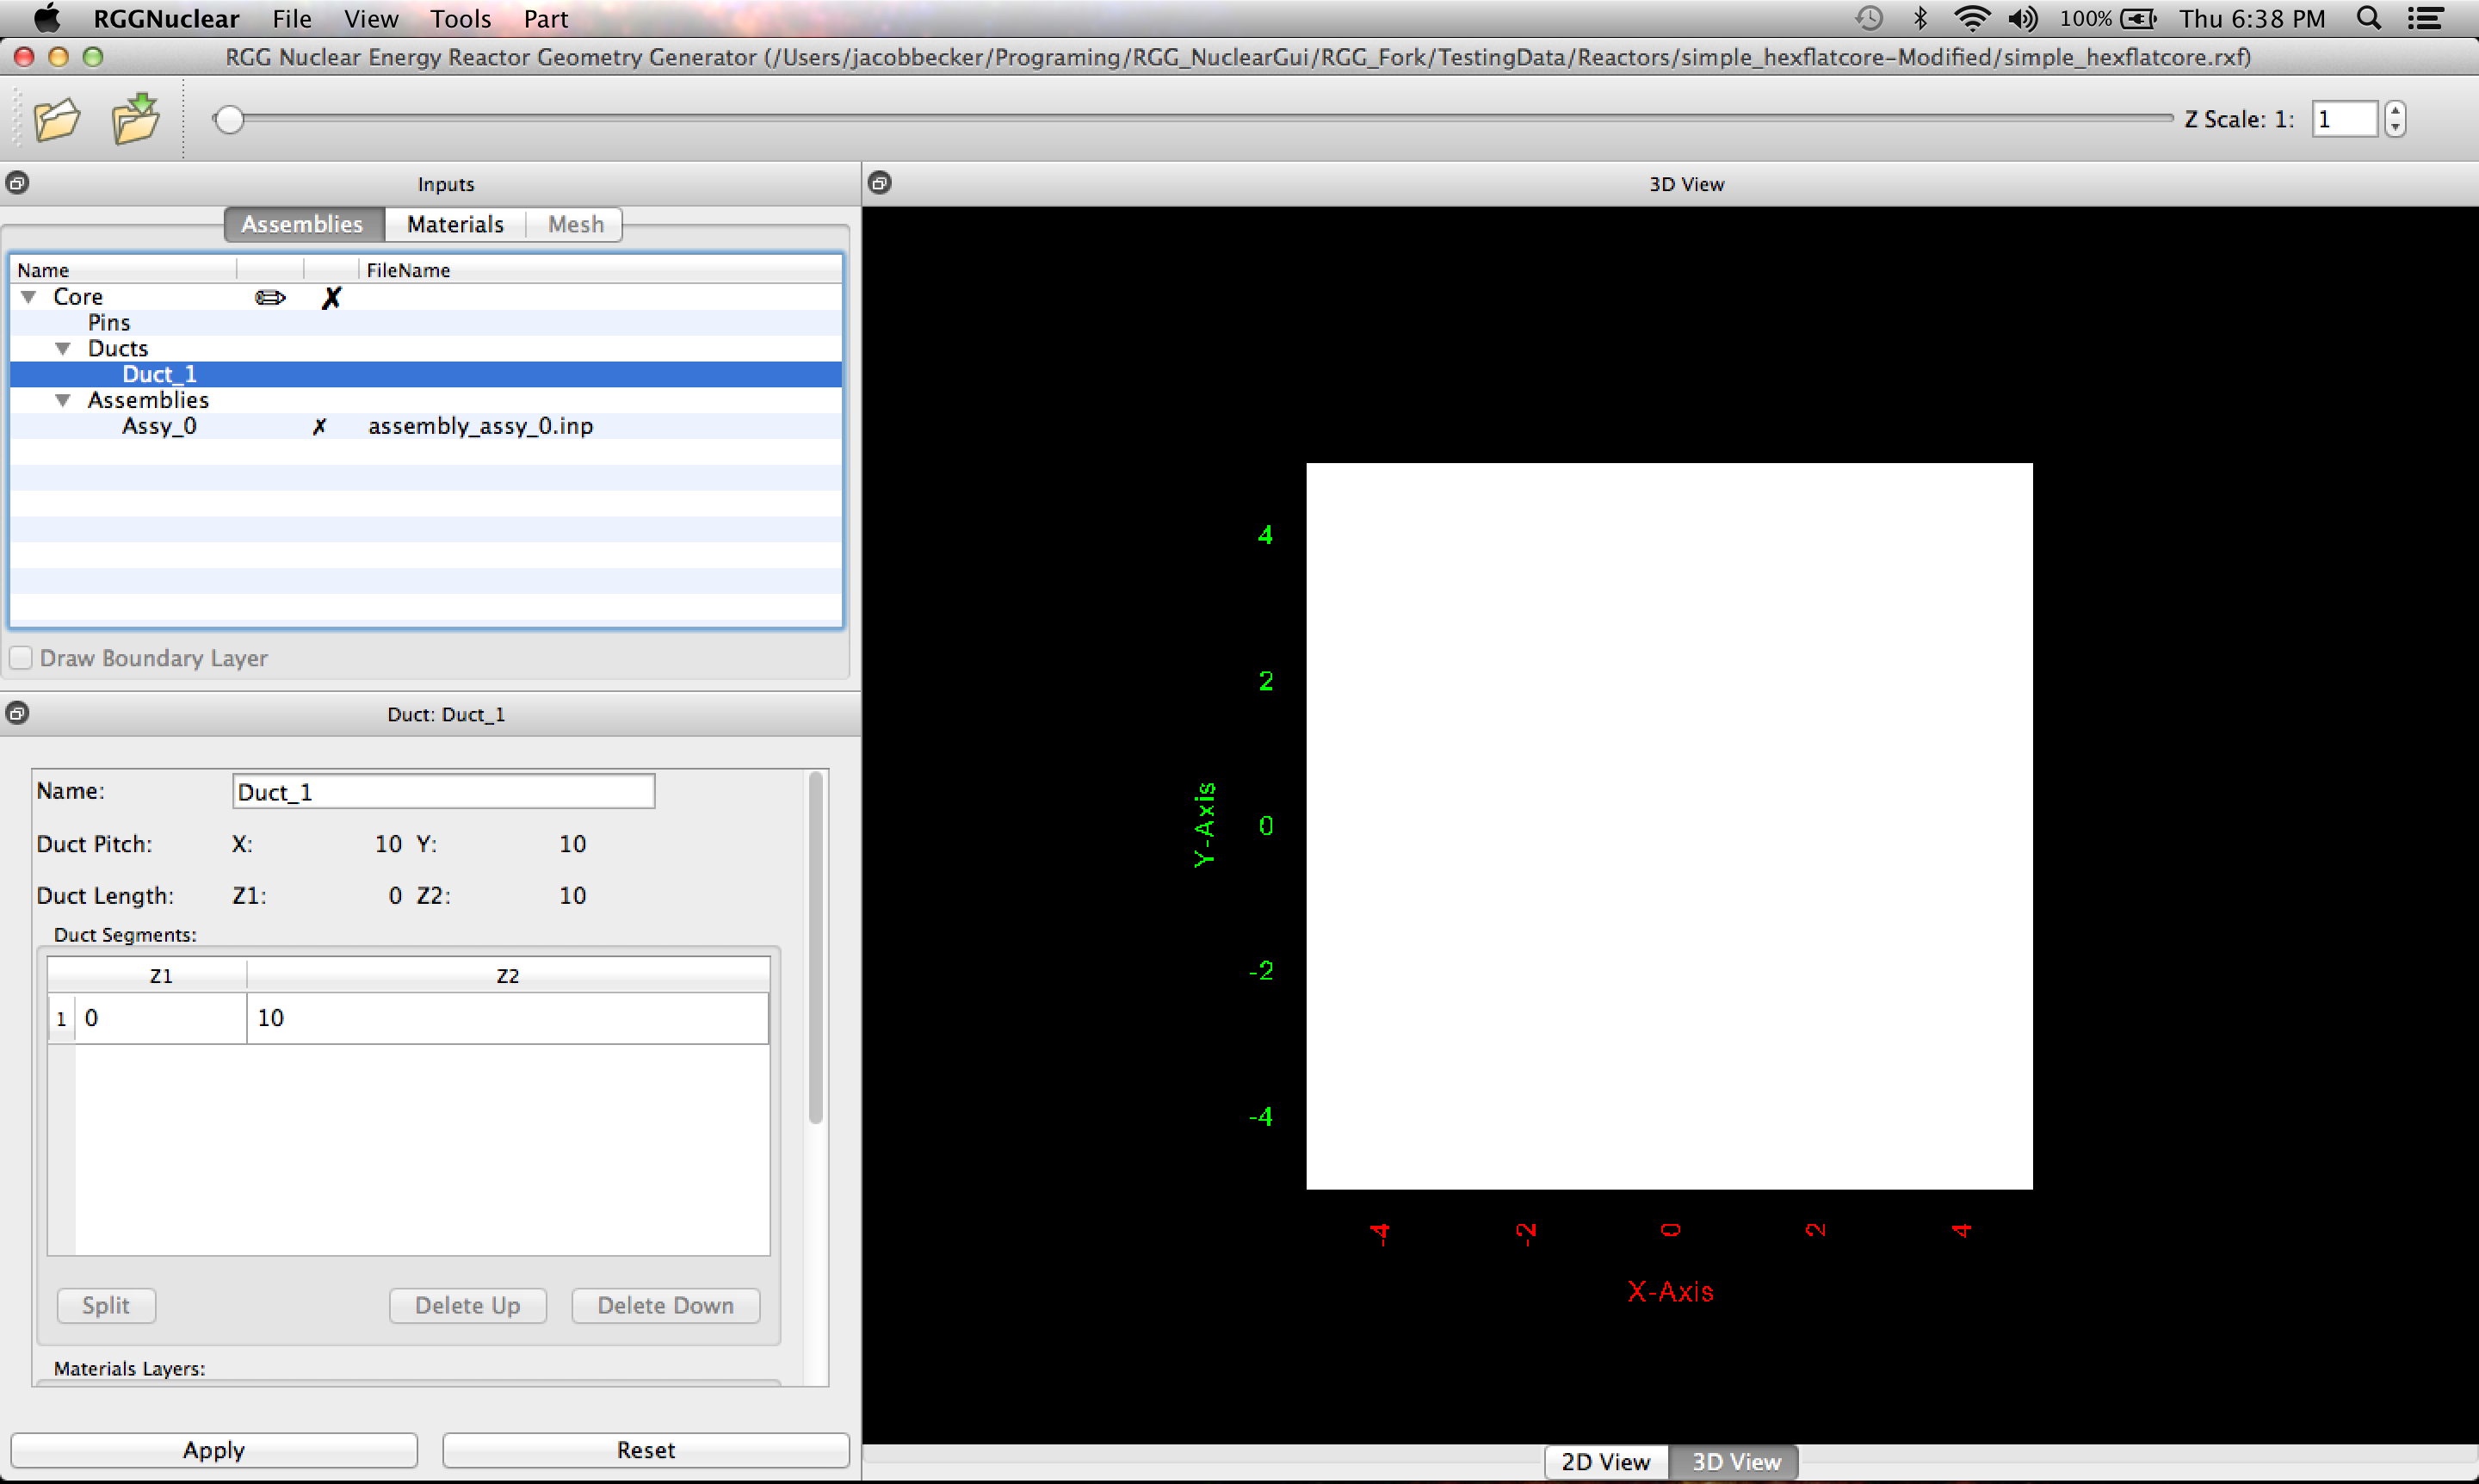 RGGNuclear File View Tools Part 100% Thu 6:38 PM
RGG Nuclear Energy Reactor Geometry Generator (/Users/jacobbecker/Programing/RGG_NuclearGui/RGG_Fork/TestingData/Reactors/simple_hexflatcore-Modified/simple_hexflatcore.rxf)
Z Scale: 1: 1
Inputs
Assemblies Materials Mesh
Name FileName
Core
Pins
Ducts
Duct_1
Assemblies
Assy_0 assembly_assy_0.inp
Draw Boundary Layer
Duct: Duct_1
Name: Duct_1
Duct Pitch: X: 10 Y: 10
Duct Length: Z1: 0 Z2: 10
Duct Segments:
Z1 Z2
1 0 10
Split Delete Up Delete Down
Materials Layers:
Apply Reset
3D View
4
2
0
-2
-4
Y-Axis
-4 -2 0 2 4
X-Axis
2D View 3D View